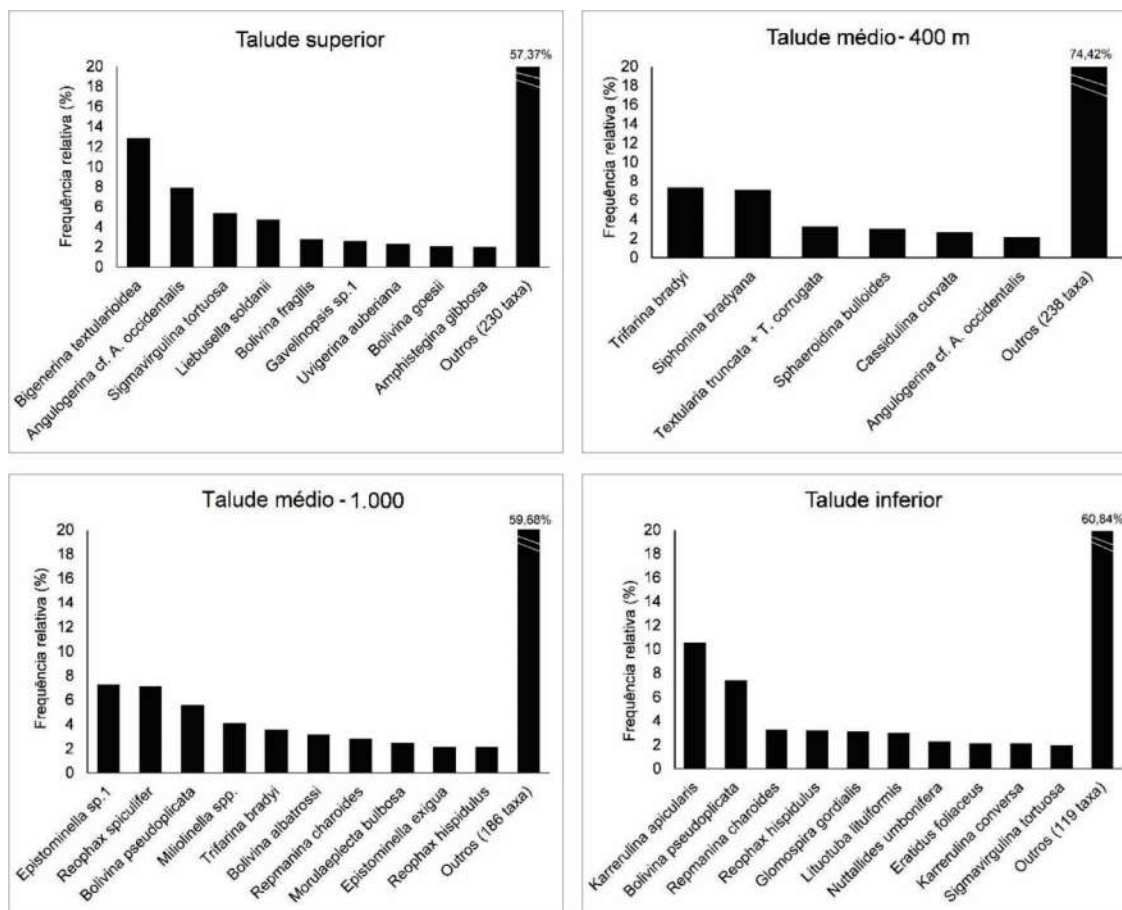 Talude superior
57,37%
Frequência relativa (%)
20
18
16
14
12
10
8
6
4
2
0
Bigenerina textularioidea
Angulogerina cf. A. occidentalis
Sigmavirgulina tortuosa
Liebusella soldanii
Bolivina fragilis
Gavelinopsis sp.1
Uvigerina auberiana
Bolivina goesii
Amphistegina gibbosa
Outros (230 taxa)
Talude médio - 400 m
74,42%
Frequência relativa (%)
20
18
16
14
12
10
8
6
4
2
0
Trifarina bradyi
Siphonina bradyana
Textularia truncata + T. corrugata
Sphaeroidina bulloides
Cassidulina curvata
Angulogerina cf. A. occidentalis
Outros (238 taxa)
Talude médio - 1.000
59,68%
Frequência relativa (%)
20
18
16
14
12
10
8
6
4
2
0
Epistominella sp.1
Reophax spiculifer
Bolivina pseudoplicata
Miliolinella spp.
Trifarina bradyi
Bolivina albatrossi
Repmanina charoides
Morulaeplecta bulbosa
Epistominella exigua
Reophax hispidulus
Outros (186 taxa)
Talude inferior
60,84%
Frequência relativa (%)
20
18
16
14
12
10
8
6
4
2
0
Karrerulina apicularis
Bolivina pseudoplicata
Repmanina charoides
Reophax hispidulus
Glomospira gordialis
Lituotuba lituiformis
Nuttallides umbonifera
Eratidus foliaceus
Karrerulina conversa
Sigmavirgulina tortuosa
Outros (119 taxa)